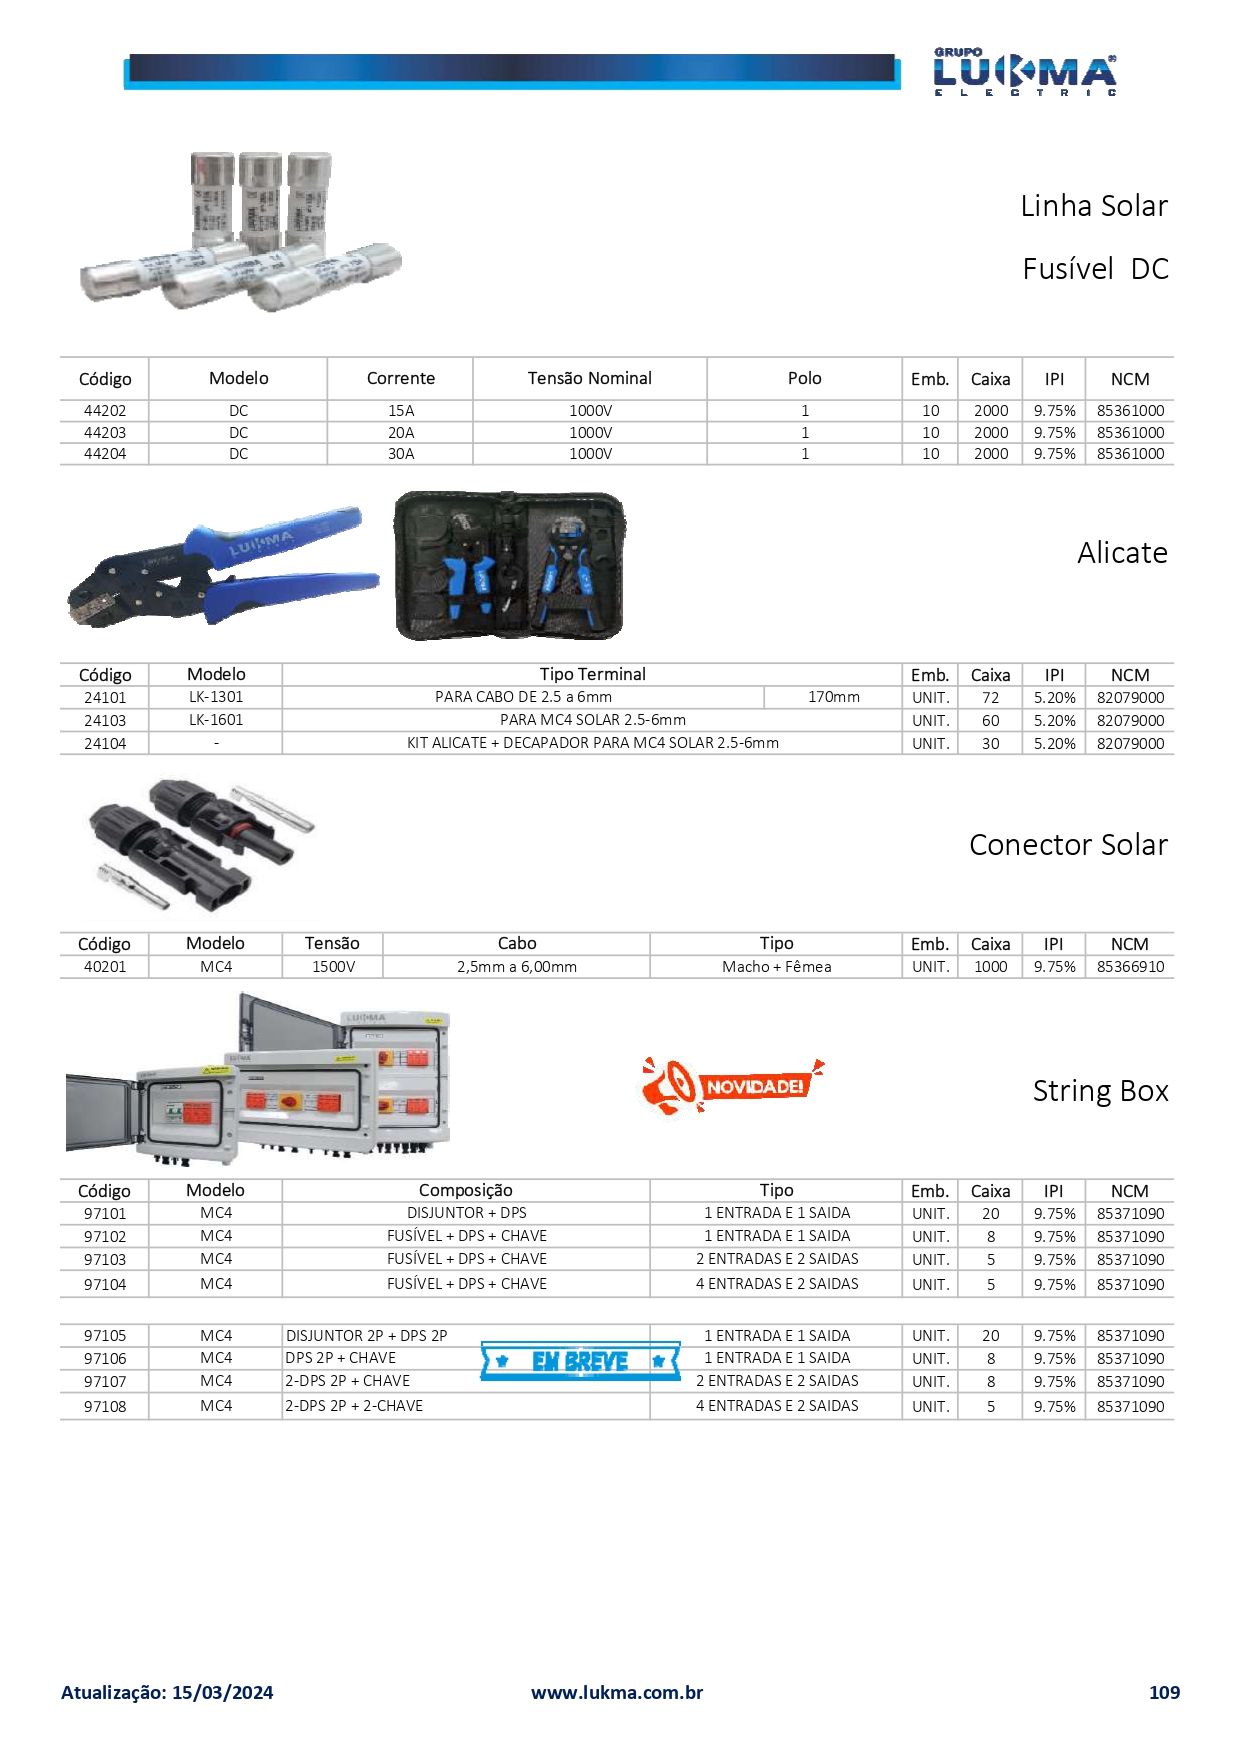 GRUPO
LUKMA
ELECTRIC
Linha Solar
Fusível DC
Código Modelo Corrente Tensão Nominal Polo Emb. Caixa IPI NCM
44202 DC 15A 1000V 1 10 2000 9.75% 85361000
44203 DC 20A 1000V 1 10 2000 9.75% 85361000
44204 DC 30A 1000V 1 10 2000 9.75% 85361000
LUKMA
Alicate
Código Modelo Tipo Terminal Emb. Caixa IPI NCM
24101 LK-1301 PARA CABO DE 2.5 a 6mm 170mm UNIT. 72 5.20% 82079000
24103 LK-1601 PARA MC4 SOLAR 2.5-6mm UNIT. 60 5.20% 82079000
24104 - KIT ALICATE + DECAPADOR PARA MC4 SOLAR 2.5-6mm UNIT. 30 5.20% 82079000
Conector Solar
Código Modelo Tensão Cabo Tipo Emb. Caixa IPI NCM
40201 MC4 1500V 2,5mm a 6,00mm Macho + Fêmea UNIT. 1000 9.75% 85366910
LUKMA
LUKMA
NOVIDADE!
String Box
Código Modelo Composição Tipo Emb. Caixa IPI NCM
97101 MC4 DISJUNTOR + DPS 1 ENTRADA E 1 SAIDA UNIT. 20 9.75% 85371090
97102 MC4 FUSÍVEL + DPS + CHAVE 1 ENTRADA E 1 SAIDA UNIT. 8 9.75% 85371090
97103 MC4 FUSÍVEL + DPS + CHAVE 2 ENTRADAS E 2 SAIDAS UNIT. 5 9.75% 85371090
97104 MC4 FUSÍVEL + DPS + CHAVE 4 ENTRADAS E 2 SAIDAS UNIT. 5 9.75% 85371090
97105 MC4 DISJUNTOR 2P + DPS 2P 1 ENTRADA E 1 SAIDA UNIT. 20 9.75% 85371090
97106 MC4 DPS 2P + CHAVE 1 ENTRADA E 1 SAIDA UNIT. 8 9.75% 85371090
EM BREVE
97107 MC4 2-DPS 2P + CHAVE 2 ENTRADAS E 2 SAIDAS UNIT. 8 9.75% 85371090
97108 MC4 2-DPS 2P + 2-CHAVE 4 ENTRADAS E 2 SAIDAS UNIT. 5 9.75% 85371090
Atualização: 15/03/2024 www.lukma.com.br 109